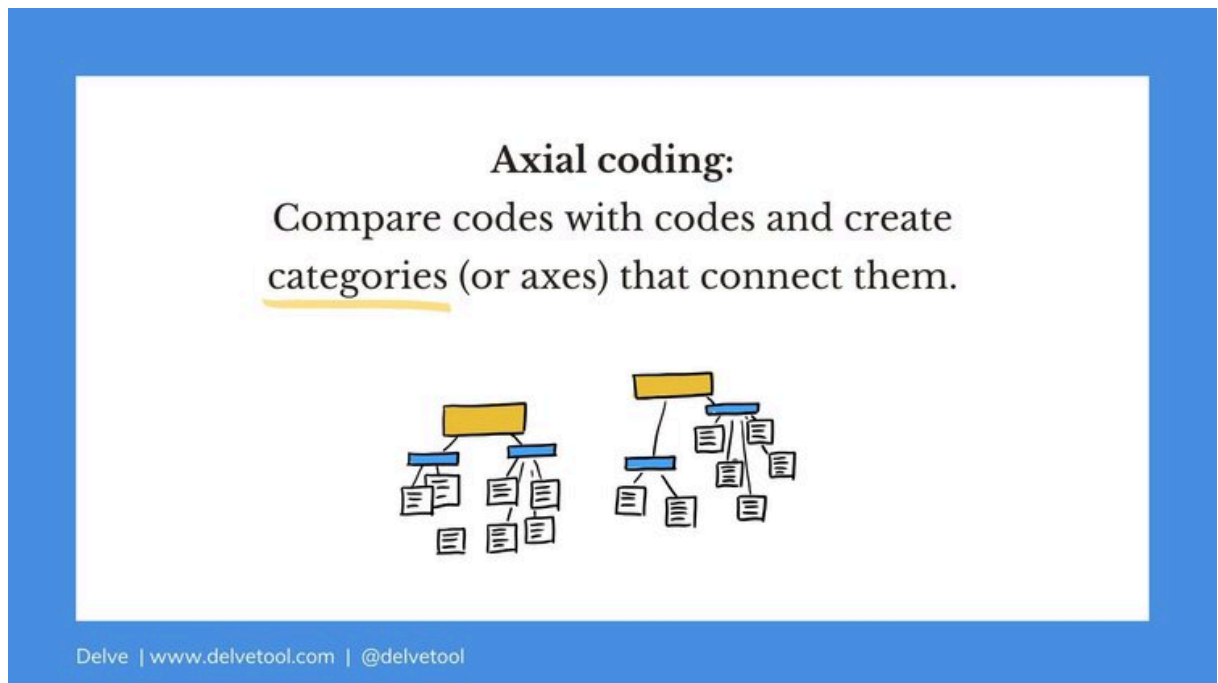 Axial coding:
Compare codes with codes and create
categories (or axes) that connect them.
Delve | www.delvetool.com | @delvetool